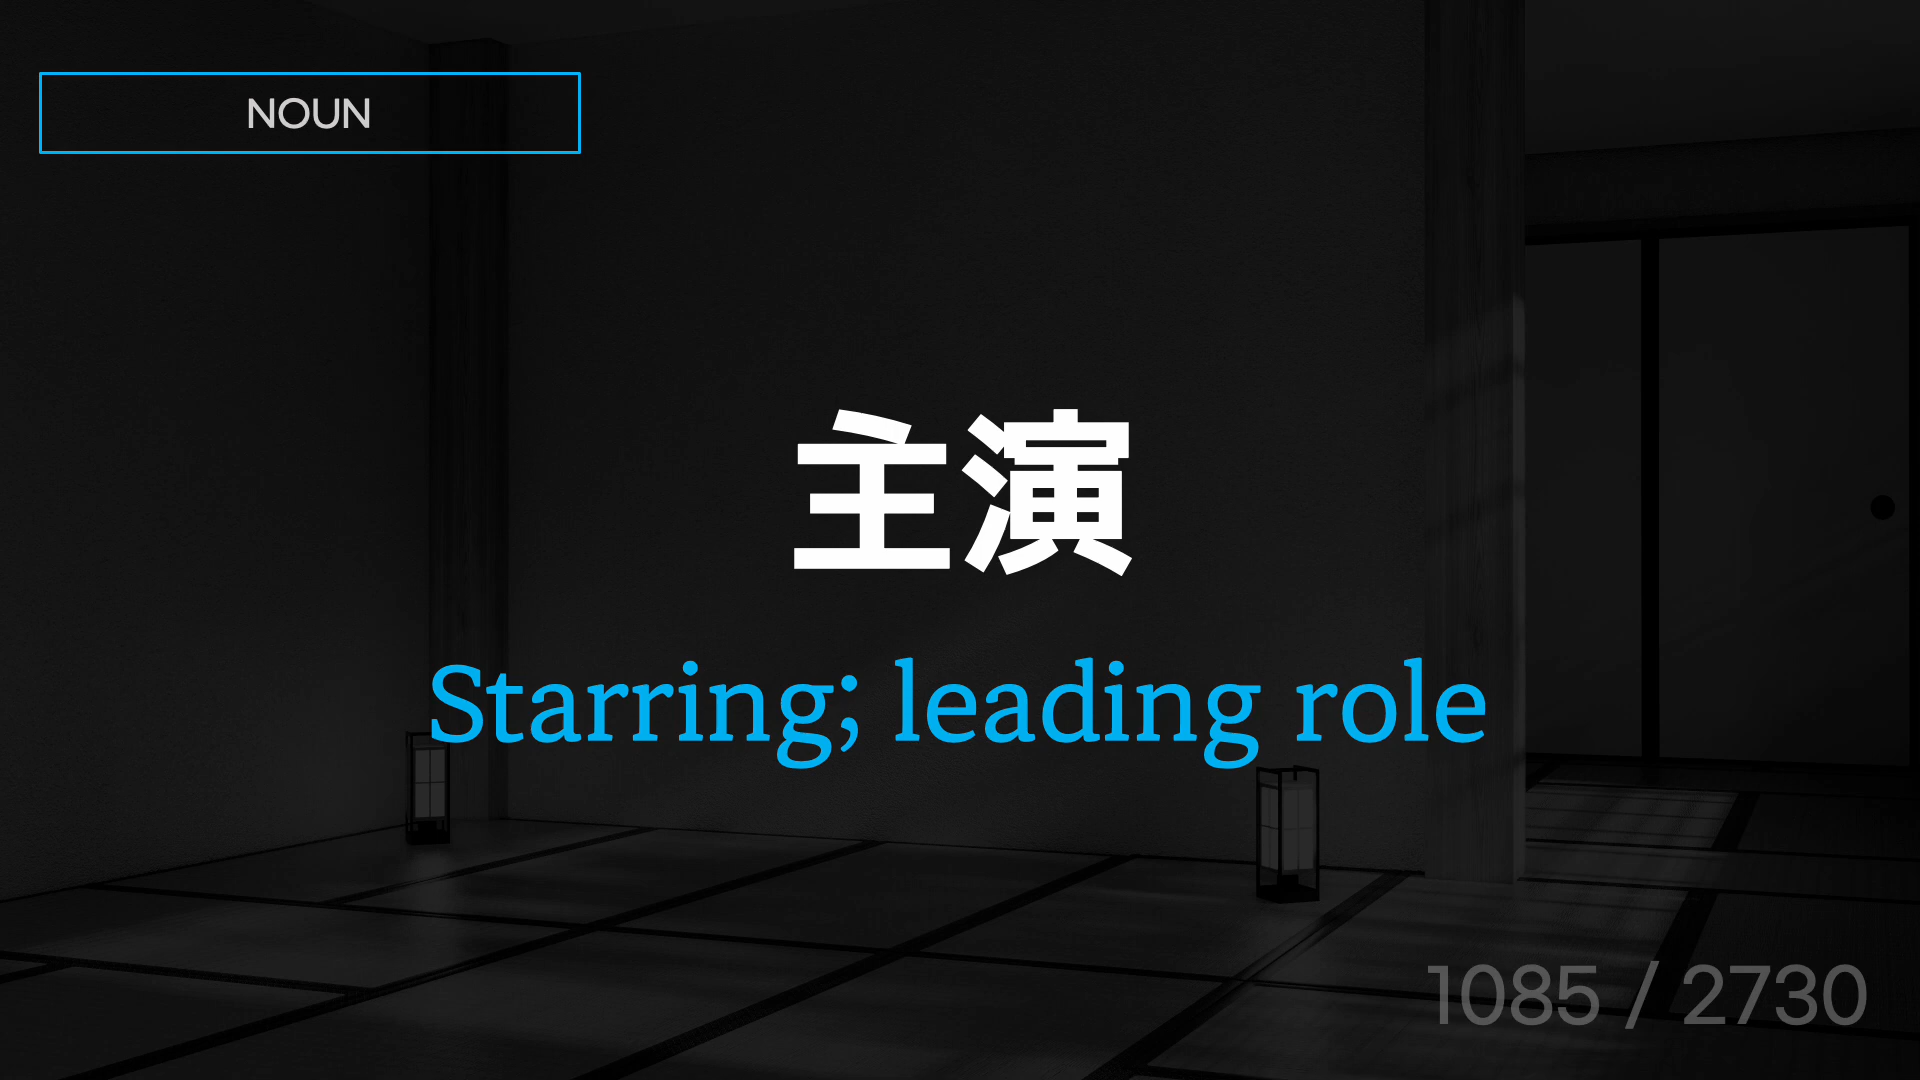 NOUN
主演
Starring; leading role
1085 / 2730